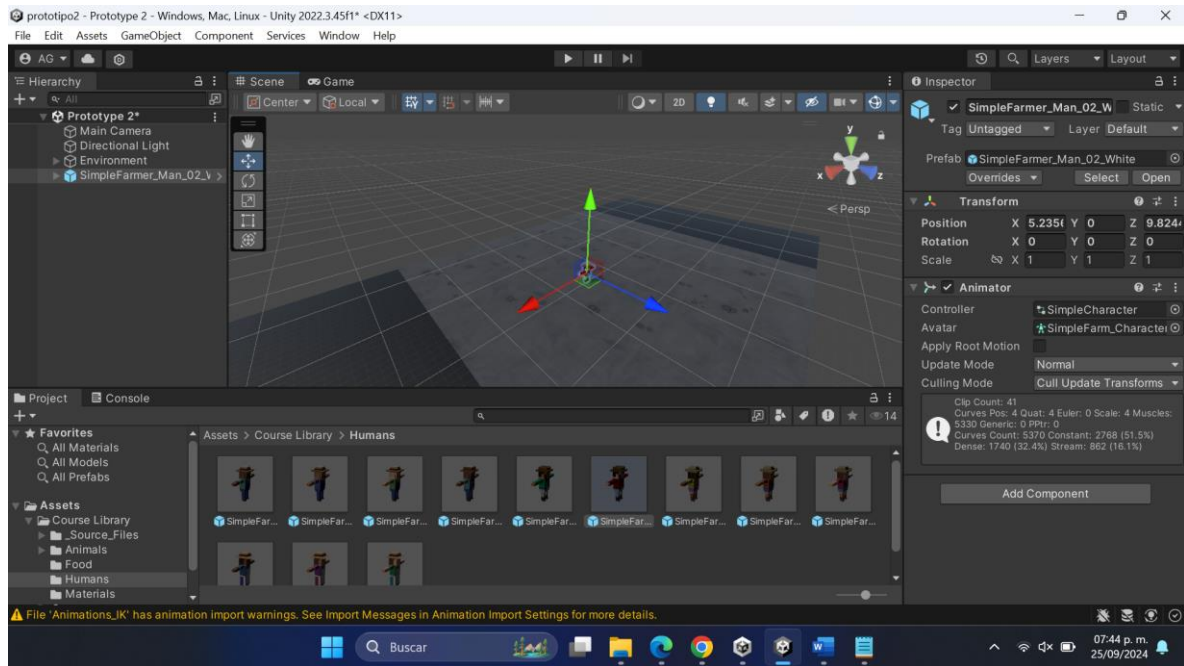 prototipo2 - Prototype 2 - Windows, Mac, Linux - Unity 2022.3.45f1* <DX11>
File Edit Assets GameObject Component Services Window Help
AG Layers Layout
Hierarchy
All
Prototype 2*
Main Camera
Directional Light
Environment
SimpleFarmer_Man_02_V
Scene Game
Center Local 2D
y
x z
Persp
Inspector
SimpleFarmer_Man_02_W Static
Tag Untagged Layer Default
Prefab SimpleFarmer_Man_02_White
Overrides Select Open
Transform
Position X 5.2356 Y 0 Z 9.824
Rotation X 0 Y 0 Z 0
Scale X 1 Y 1 Z 1
Animator
Controller SimpleCharacter
Avatar SimpleFarm_Character
Apply Root Motion
Update Mode Normal
Culling Mode Cull Update Transforms
Clip Count: 41
Curves Pos: 4 Quat: 4 Euler: 0 Scale: 4 Muscles:
5330 Generic: 0 PPtr: 0
Curves Count: 5370 Constant: 2768 (51.5%)
Dense: 1740 (32.4%) Stream: 862 (16.1%)
Add Component
Project Console
14
Favorites
All Materials
All Models
All Prefabs
Assets
Course Library
_Source_Files
Animals
Food
Humans
Materials
Assets > Course Library > Humans
SimpleFar... SimpleFar... SimpleFar... SimpleFar... SimpleFar... SimpleFar... SimpleFar... SimpleFar... SimpleFar...
File 'Animations_IK' has animation import warnings. See Import Messages in Animation Import Settings for more details.
Buscar
07:44 p. m.
25/09/2024